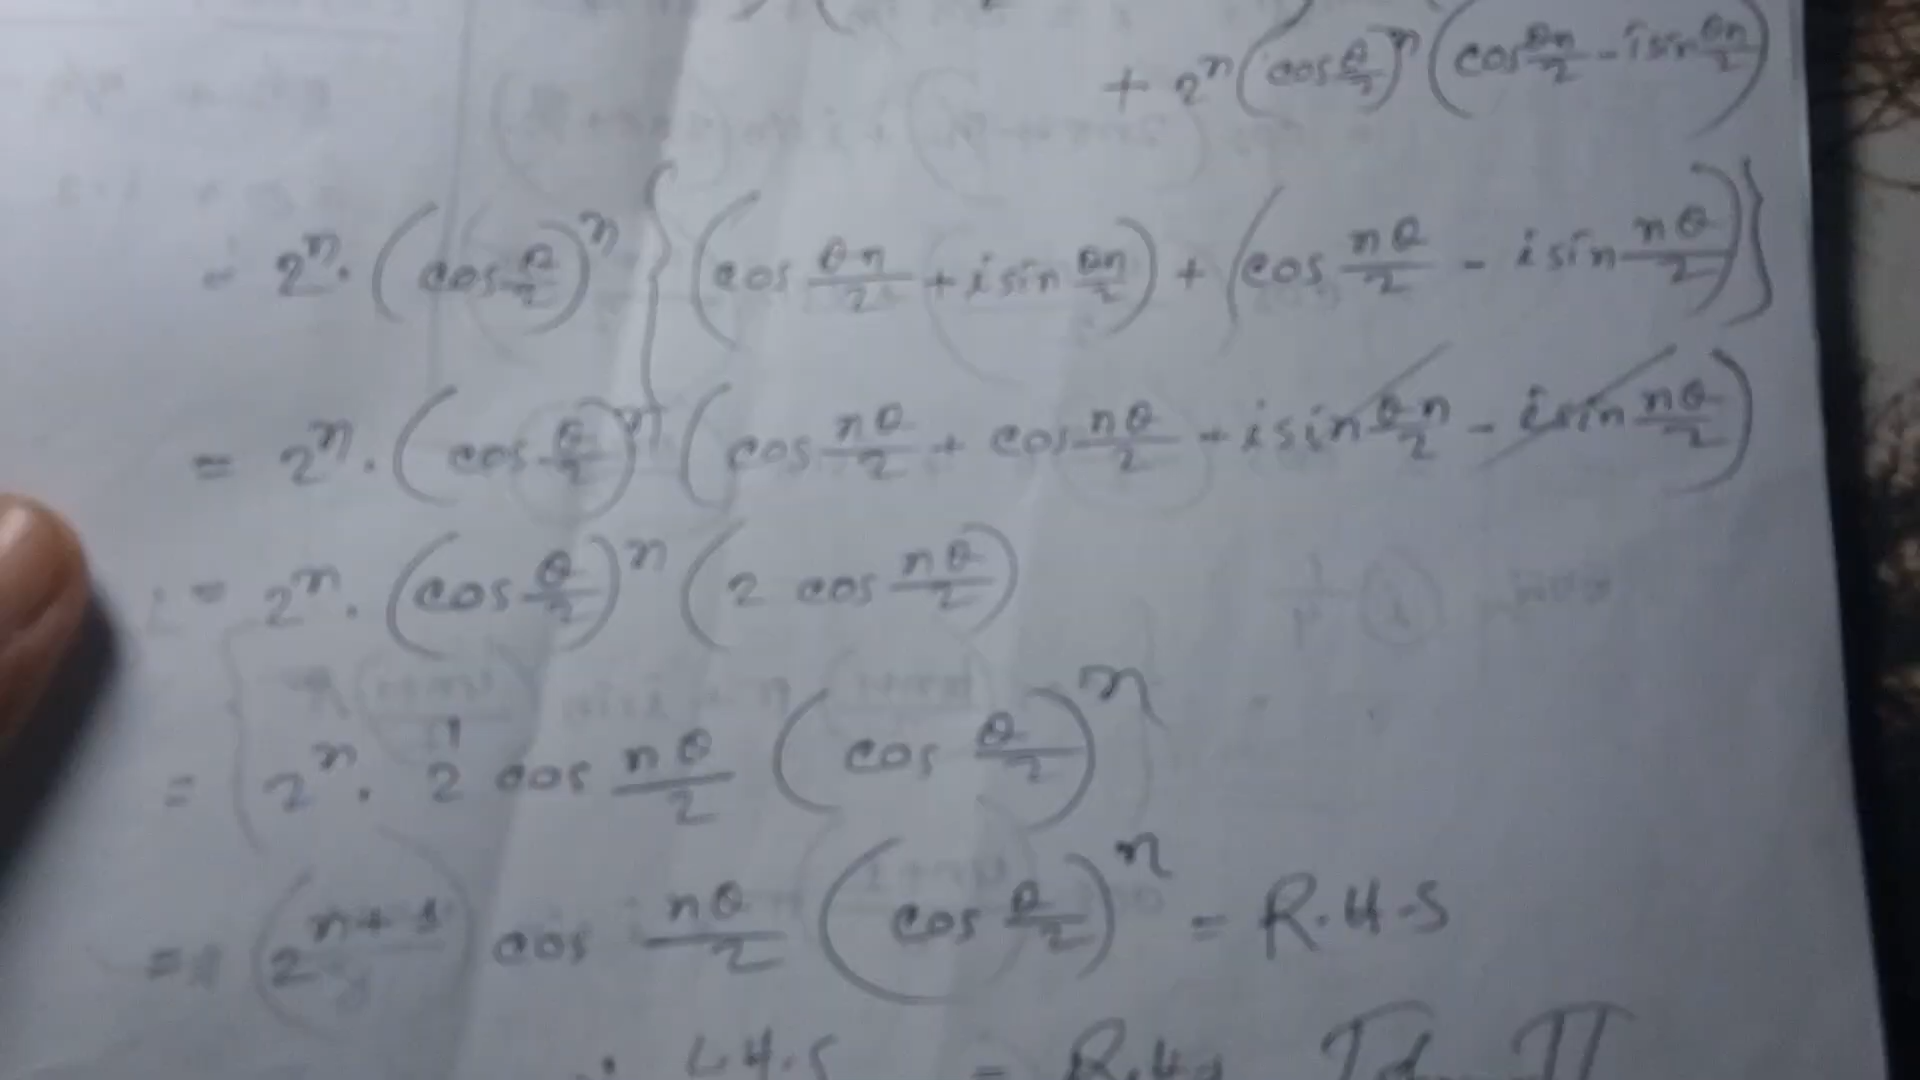 + 2^n (cos θ/2)^n (cos θn/2 - i sin θn/2)
= 2^n . (cos θ/2)^n { (cos θn/2 + i sin θn/2) + (cos nθ/2 - i sin nθ/2) }
= 2^n . (cos θ/2)^n (cos nθ/2 + cos nθ/2 + i sin θn/2 - i sin nθ/2)
= 2^n . (cos θ/2)^n (2 cos nθ/2)
= 2^n . 2^1 cos nθ/2 (cos θ/2)^n
= 2^(n+1) cos nθ/2 (cos θ/2)^n = R.H.S
∴ L.H.S = R.H.S